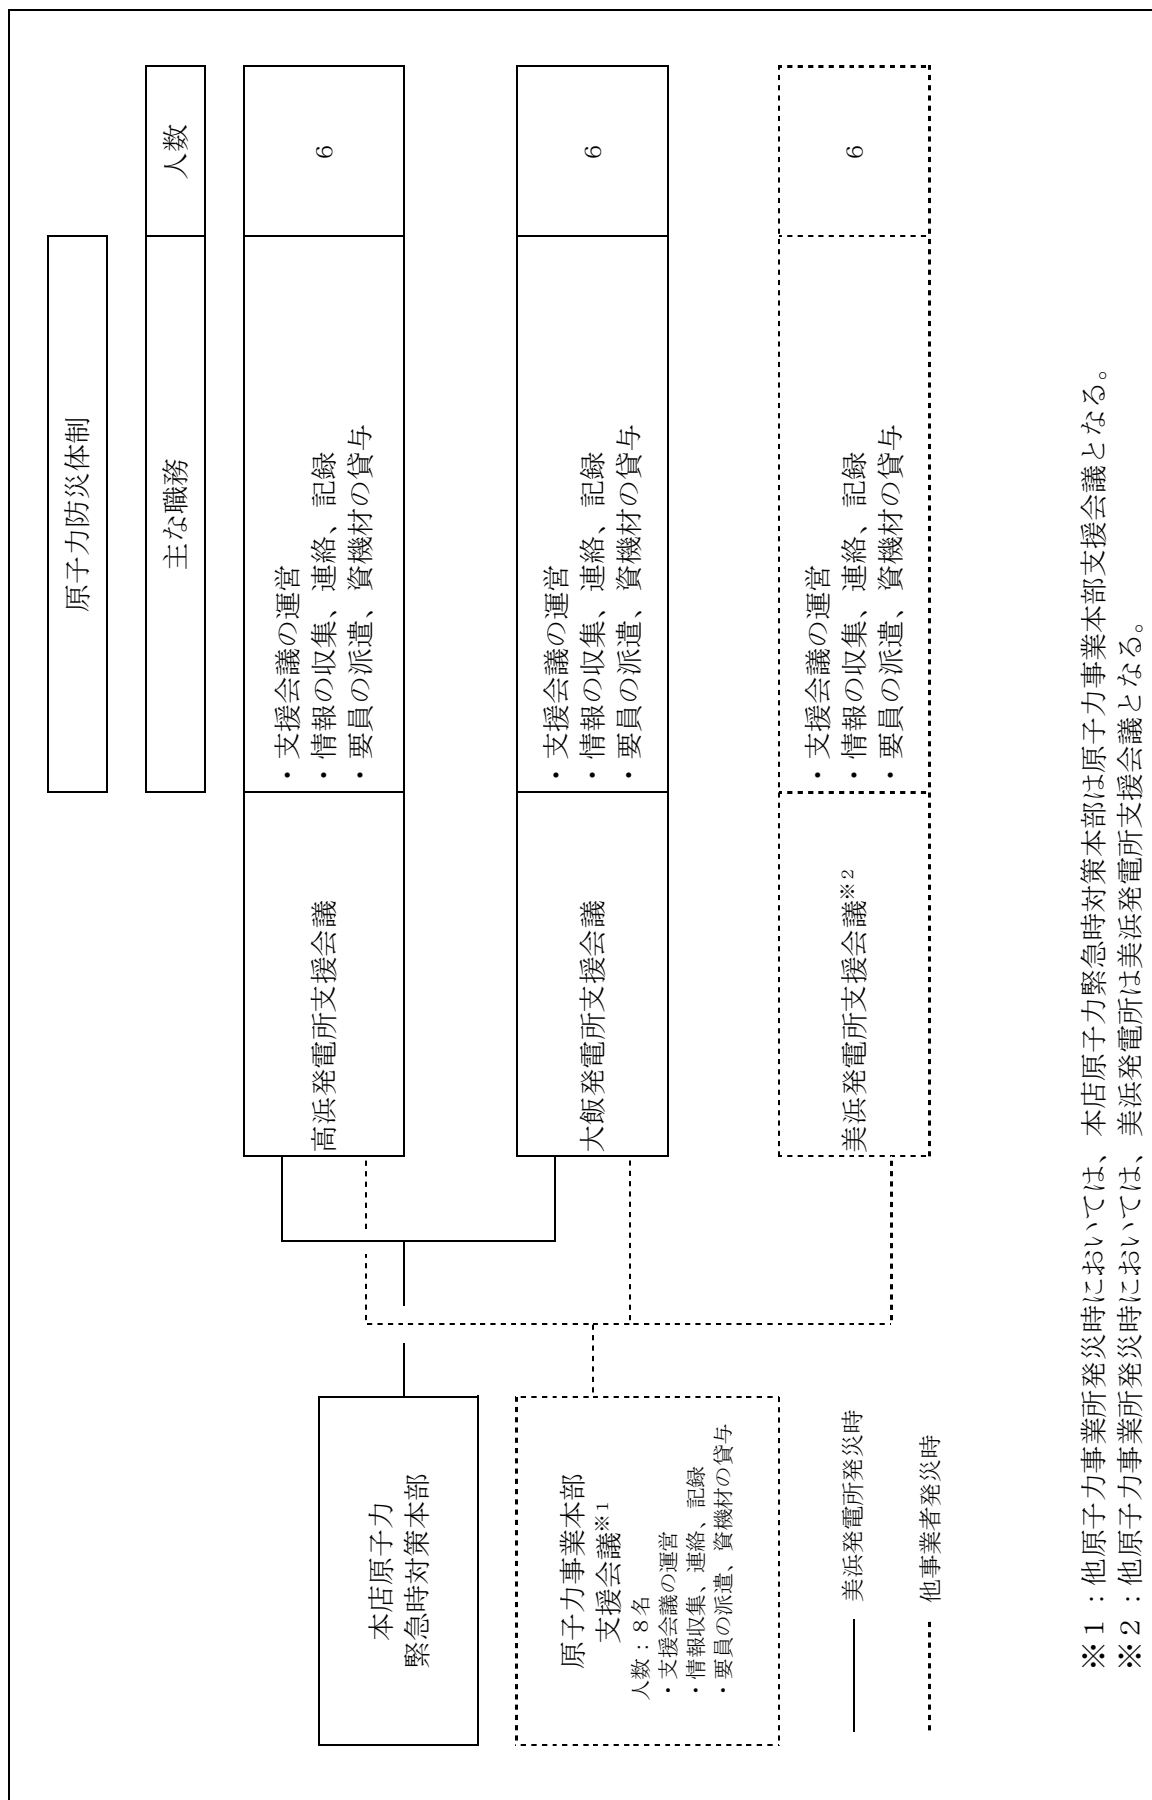 原子力防災体制
主な職務
人数
本店原子力
緊急時対策本部
原子力事業本部
支援会議※1
人数：8名
・支援会議の運営
・情報収集、連絡、記録
・要員の派遣、資機材の貸与
高浜発電所支援会議
・支援会議の運営
・情報の収集、連絡、記録
・要員の派遣、資機材の貸与
6
大飯発電所支援会議
・支援会議の運営
・情報の収集、連絡、記録
・要員の派遣、資機材の貸与
6
美浜発電所支援会議※2
・支援会議の運営
・情報の収集、連絡、記録
・要員の派遣、資機材の貸与
6
美浜発電所発災時
他事業者発災時
※1：他原子力事業所発災時においては、本店原子力緊急時対策本部は原子力事業本部支援会議となる。
※2：他原子力事業所発災時においては、美浜発電所は美浜発電所支援会議となる。